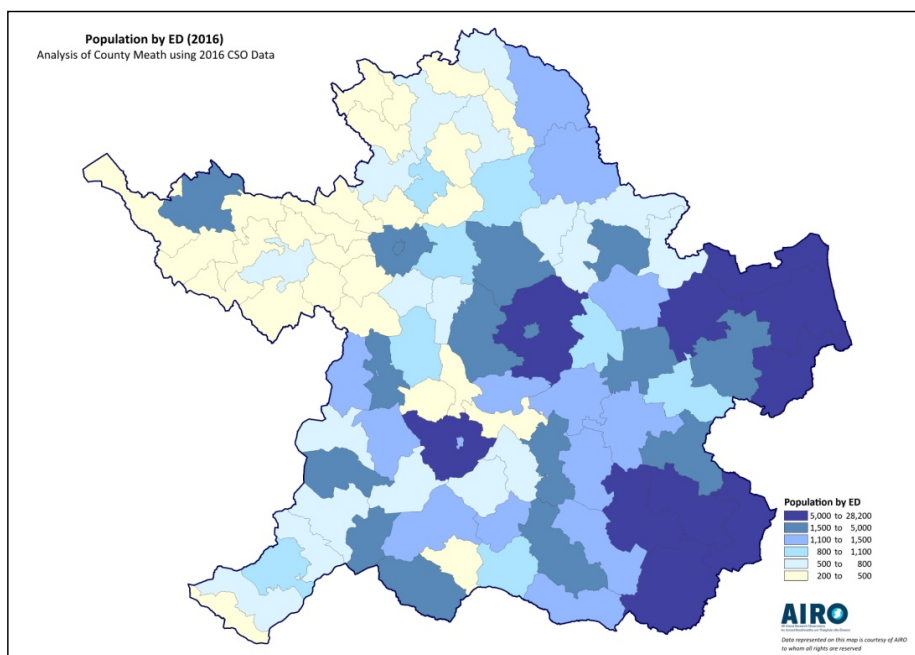 Population by ED (2016)
Analysis of County Meath using 2016 CSO Data
Population by ED
5,000 to 28,200
1,500 to 5,000
1,100 to 1,500
800 to 1,100
500 to 800
200 to 500
AIRO
Data represented on this map is courtesy of AIRO
to whom all rights are reserved